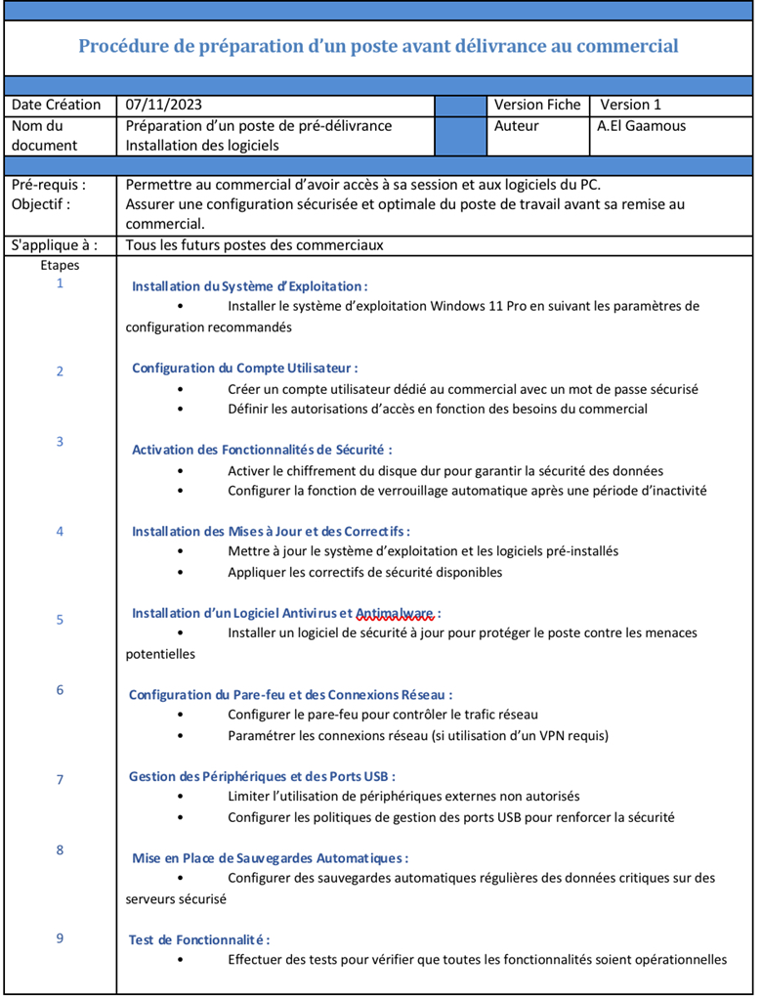 Procédure de préparation d’un poste avant délivrance au commercial
Date Création 07/11/2023 Version Fiche Version 1
Nom du document Préparation d’un poste de pré-délivrance Auteur A.El Gaamous
Installation des logiciels
Pré-requis : Permettre au commercial d’avoir accès à sa session et aux logiciels du PC.
Objectif : Assurer une configuration sécurisée et optimale du poste de travail avant sa remise au
commercial.
S'applique à : Tous les futurs postes des commerciaux
Etapes
1 Installation du Système d’Exploitation :
• Installer le système d’exploitation Windows 11 Pro en suivant les paramètres de
configuration recommandés
2 Configuration du Compte Utilisateur :
• Créer un compte utilisateur dédié au commercial avec un mot de passe sécurisé
• Définir les autorisations d’accès en fonction des besoins du commercial
3 Activation des Fonctionnalités de Sécurité :
• Activer le chiffrement du disque dur pour garantir la sécurité des données
• Configurer la fonction de verrouillage automatique après une période d’inactivité
4 Installation des Mises à Jour et des Correctifs :
• Mettre à jour le système d’exploitation et les logiciels pré-installés
• Appliquer les correctifs de sécurité disponibles
5 Installation d’un Logiciel Antivirus et Antimalware :
• Installer un logiciel de sécurité à jour pour protéger le poste contre les menaces
potentielles
6 Configuration du Pare-feu et des Connexions Réseau :
• Configurer le pare-feu pour contrôler le trafic réseau
• Paramétrer les connexions réseau (si utilisation d’un VPN requis)
7 Gestion des Périphériques et des Ports USB :
• Limiter l’utilisation de périphériques externes non autorisés
• Configurer les politiques de gestion des ports USB pour renforcer la sécurité
8 Mise en Place de Sauvegardes Automatiques :
• Configurer des sauvegardes automatiques régulières des données critiques sur des
serveurs sécurisé
9 Test de Fonctionnalité :
• Effectuer des tests pour vérifier que toutes les fonctionnalités soient opérationnelles